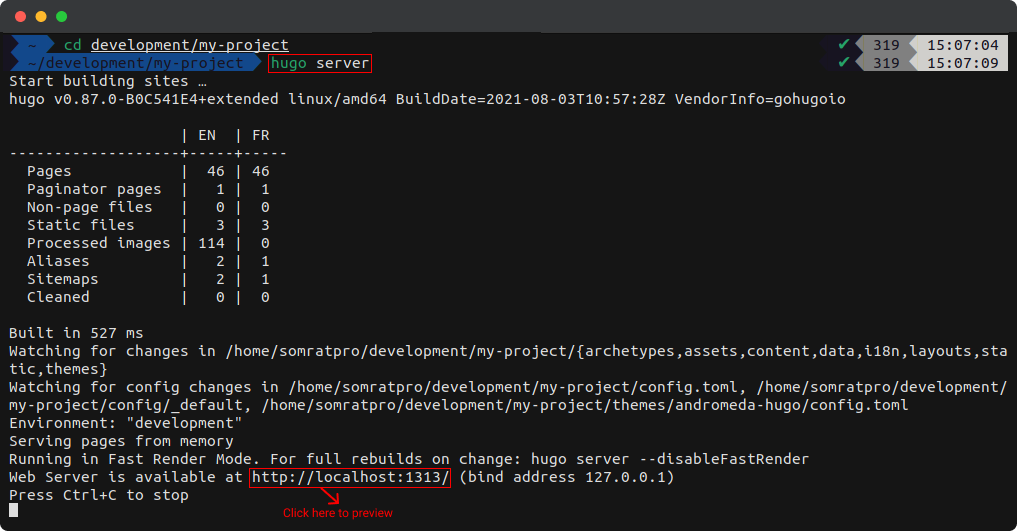 ~ cd development/my-project ✔ 319 15:07:04
~/development/my-project hugo server ✔ 319 15:07:09
Start building sites …
hugo v0.87.0-B0C541E4+extended linux/amd64 BuildDate=2021-08-03T10:57:28Z VendorInfo=gohugoio
                   | EN  | FR
-------------------+-----+-----
  Pages            |  46 | 46
  Paginator pages  |   1 |  1
  Non-page files   |   0 |  0
  Static files     |   3 |  3
  Processed images | 114 |  0
  Aliases          |   2 |  1
  Sitemaps         |   2 |  1
  Cleaned          |   0 |  0
Built in 527 ms
Watching for changes in /home/somratpro/development/my-project/{archetypes,assets,content,data,i18n,layouts,sta
tic,themes}
Watching for config changes in /home/somratpro/development/my-project/config.toml, /home/somratpro/development/
my-project/config/_default, /home/somratpro/development/my-project/themes/andromeda-hugo/config.toml
Environment: "development"
Serving pages from memory
Running in Fast Render Mode. For full rebuilds on change: hugo server --disableFastRender
Web Server is available at http://localhost:1313/ (bind address 127.0.0.1)
Press Ctrl+C to stop
Click here to preview